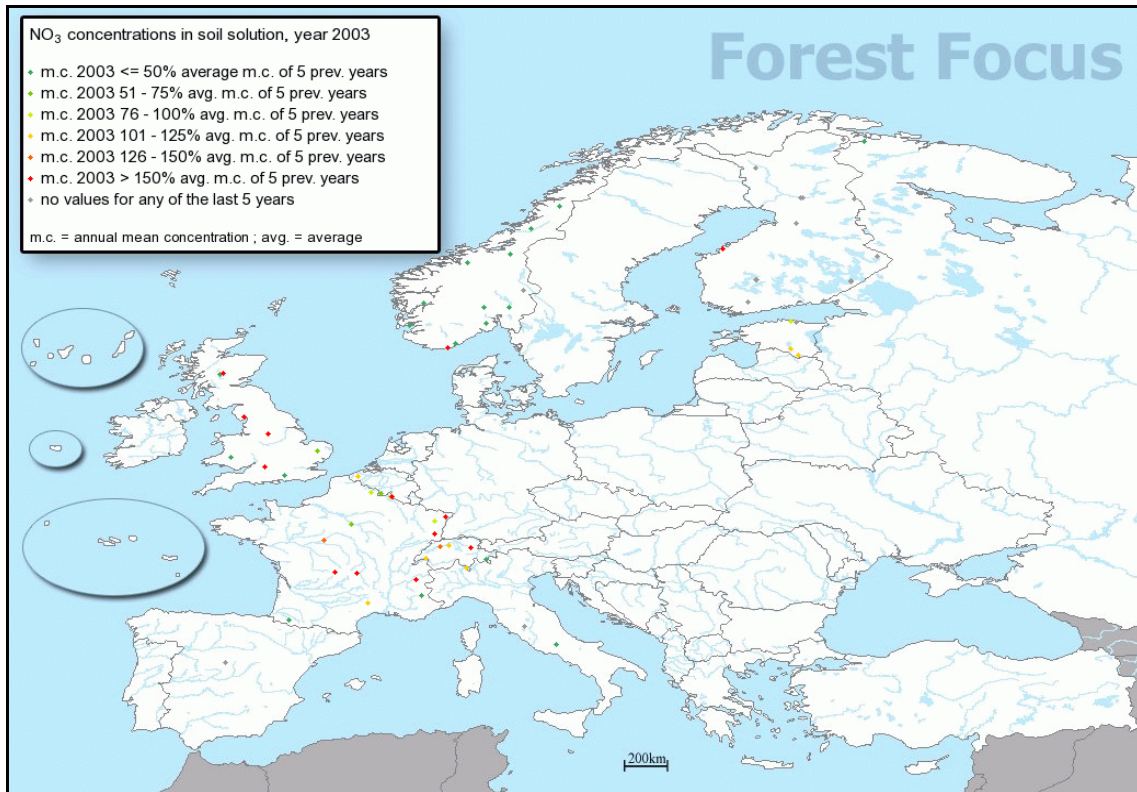 NO₃ concentrations in soil solution, year 2003
m.c. 2003 <= 50% average m.c. of 5 prev. years
m.c. 2003 51 - 75% avg. m.c. of 5 prev. years
m.c. 2003 76 - 100% avg. m.c. of 5 prev. years
m.c. 2003 101 - 125% avg. m.c. of 5 prev. years
m.c. 2003 126 - 150% avg. m.c. of 5 prev. years
m.c. 2003 > 150% avg. m.c. of 5 prev. years
no values for any of the last 5 years
m.c. = annual mean concentration ; avg. = average
Forest Focus
200km